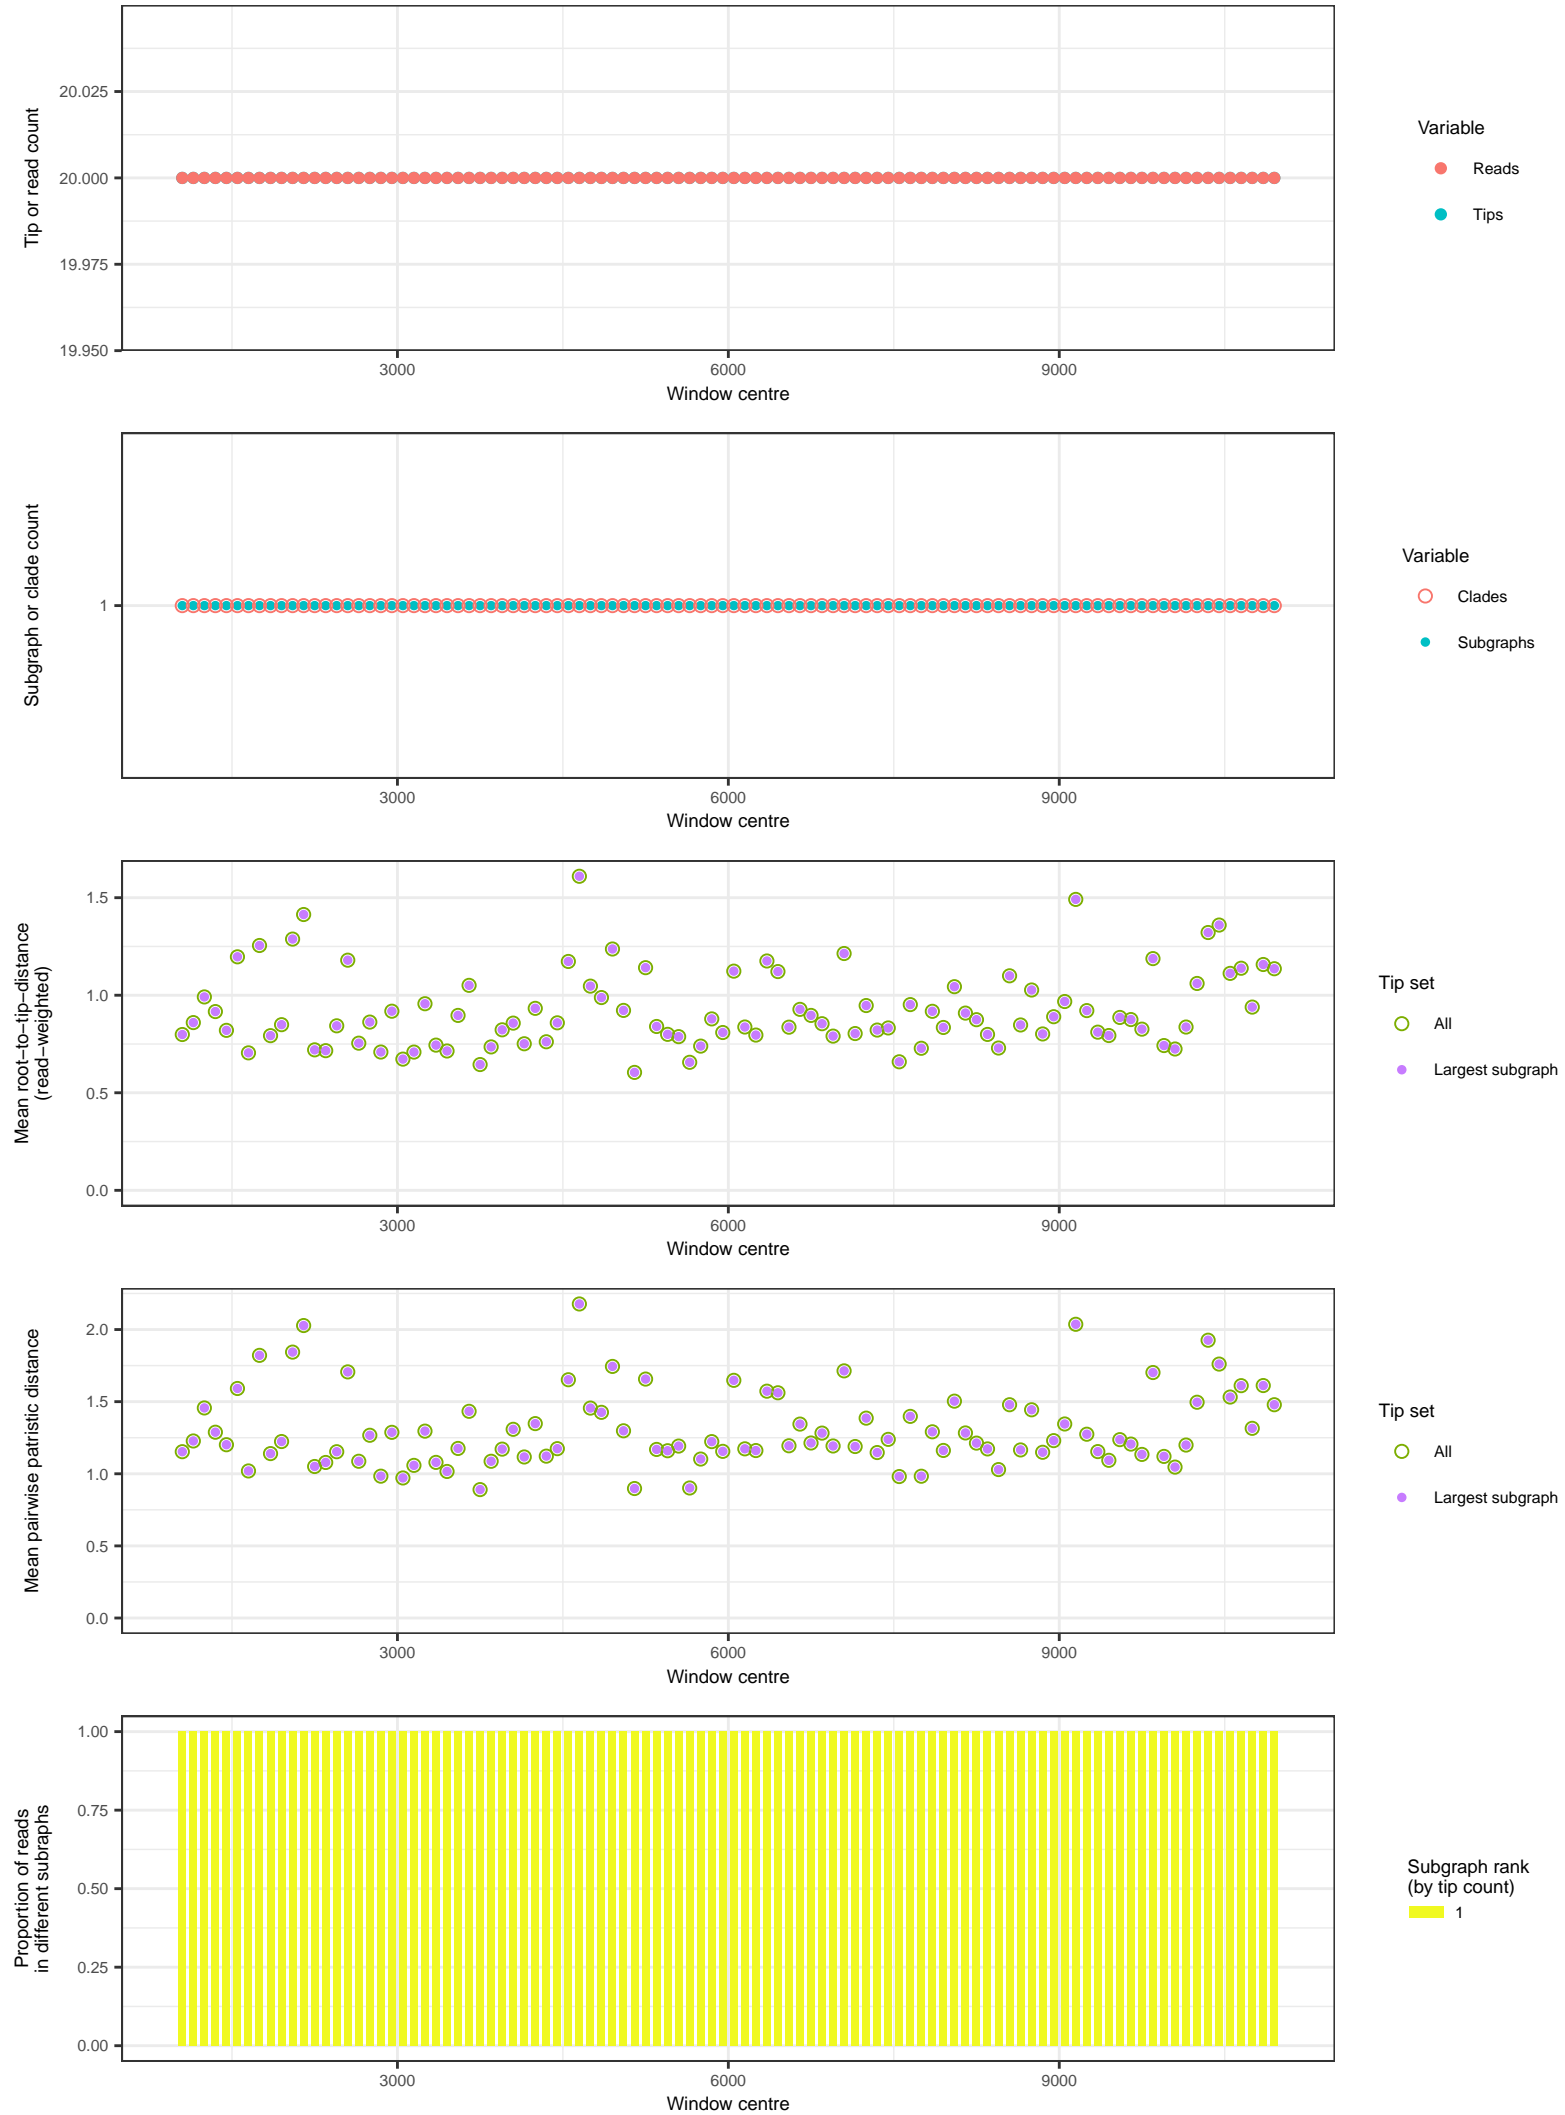 Tip or read count
20.025
20.000
19.975
19.950
3000 6000 9000
Window centre
Variable
Reads
Tips
Subgraph or clade count
1
3000 6000 9000
Window centre
Variable
Clades
Subgraphs
Mean root−to−tip−distance
(read−weighted)
1.5
1.0
0.5
0.0
3000 6000 9000
Window centre
Tip set
All
Largest subgraph
Mean pairwise patristic distance
2.0
1.5
1.0
0.5
0.0
3000 6000 9000
Window centre
Tip set
All
Largest subgraph
Proportion of reads
in different subraphs
1.00
0.75
0.50
0.25
0.00
3000 6000 9000
Window centre
Subgraph rank
(by tip count)
1